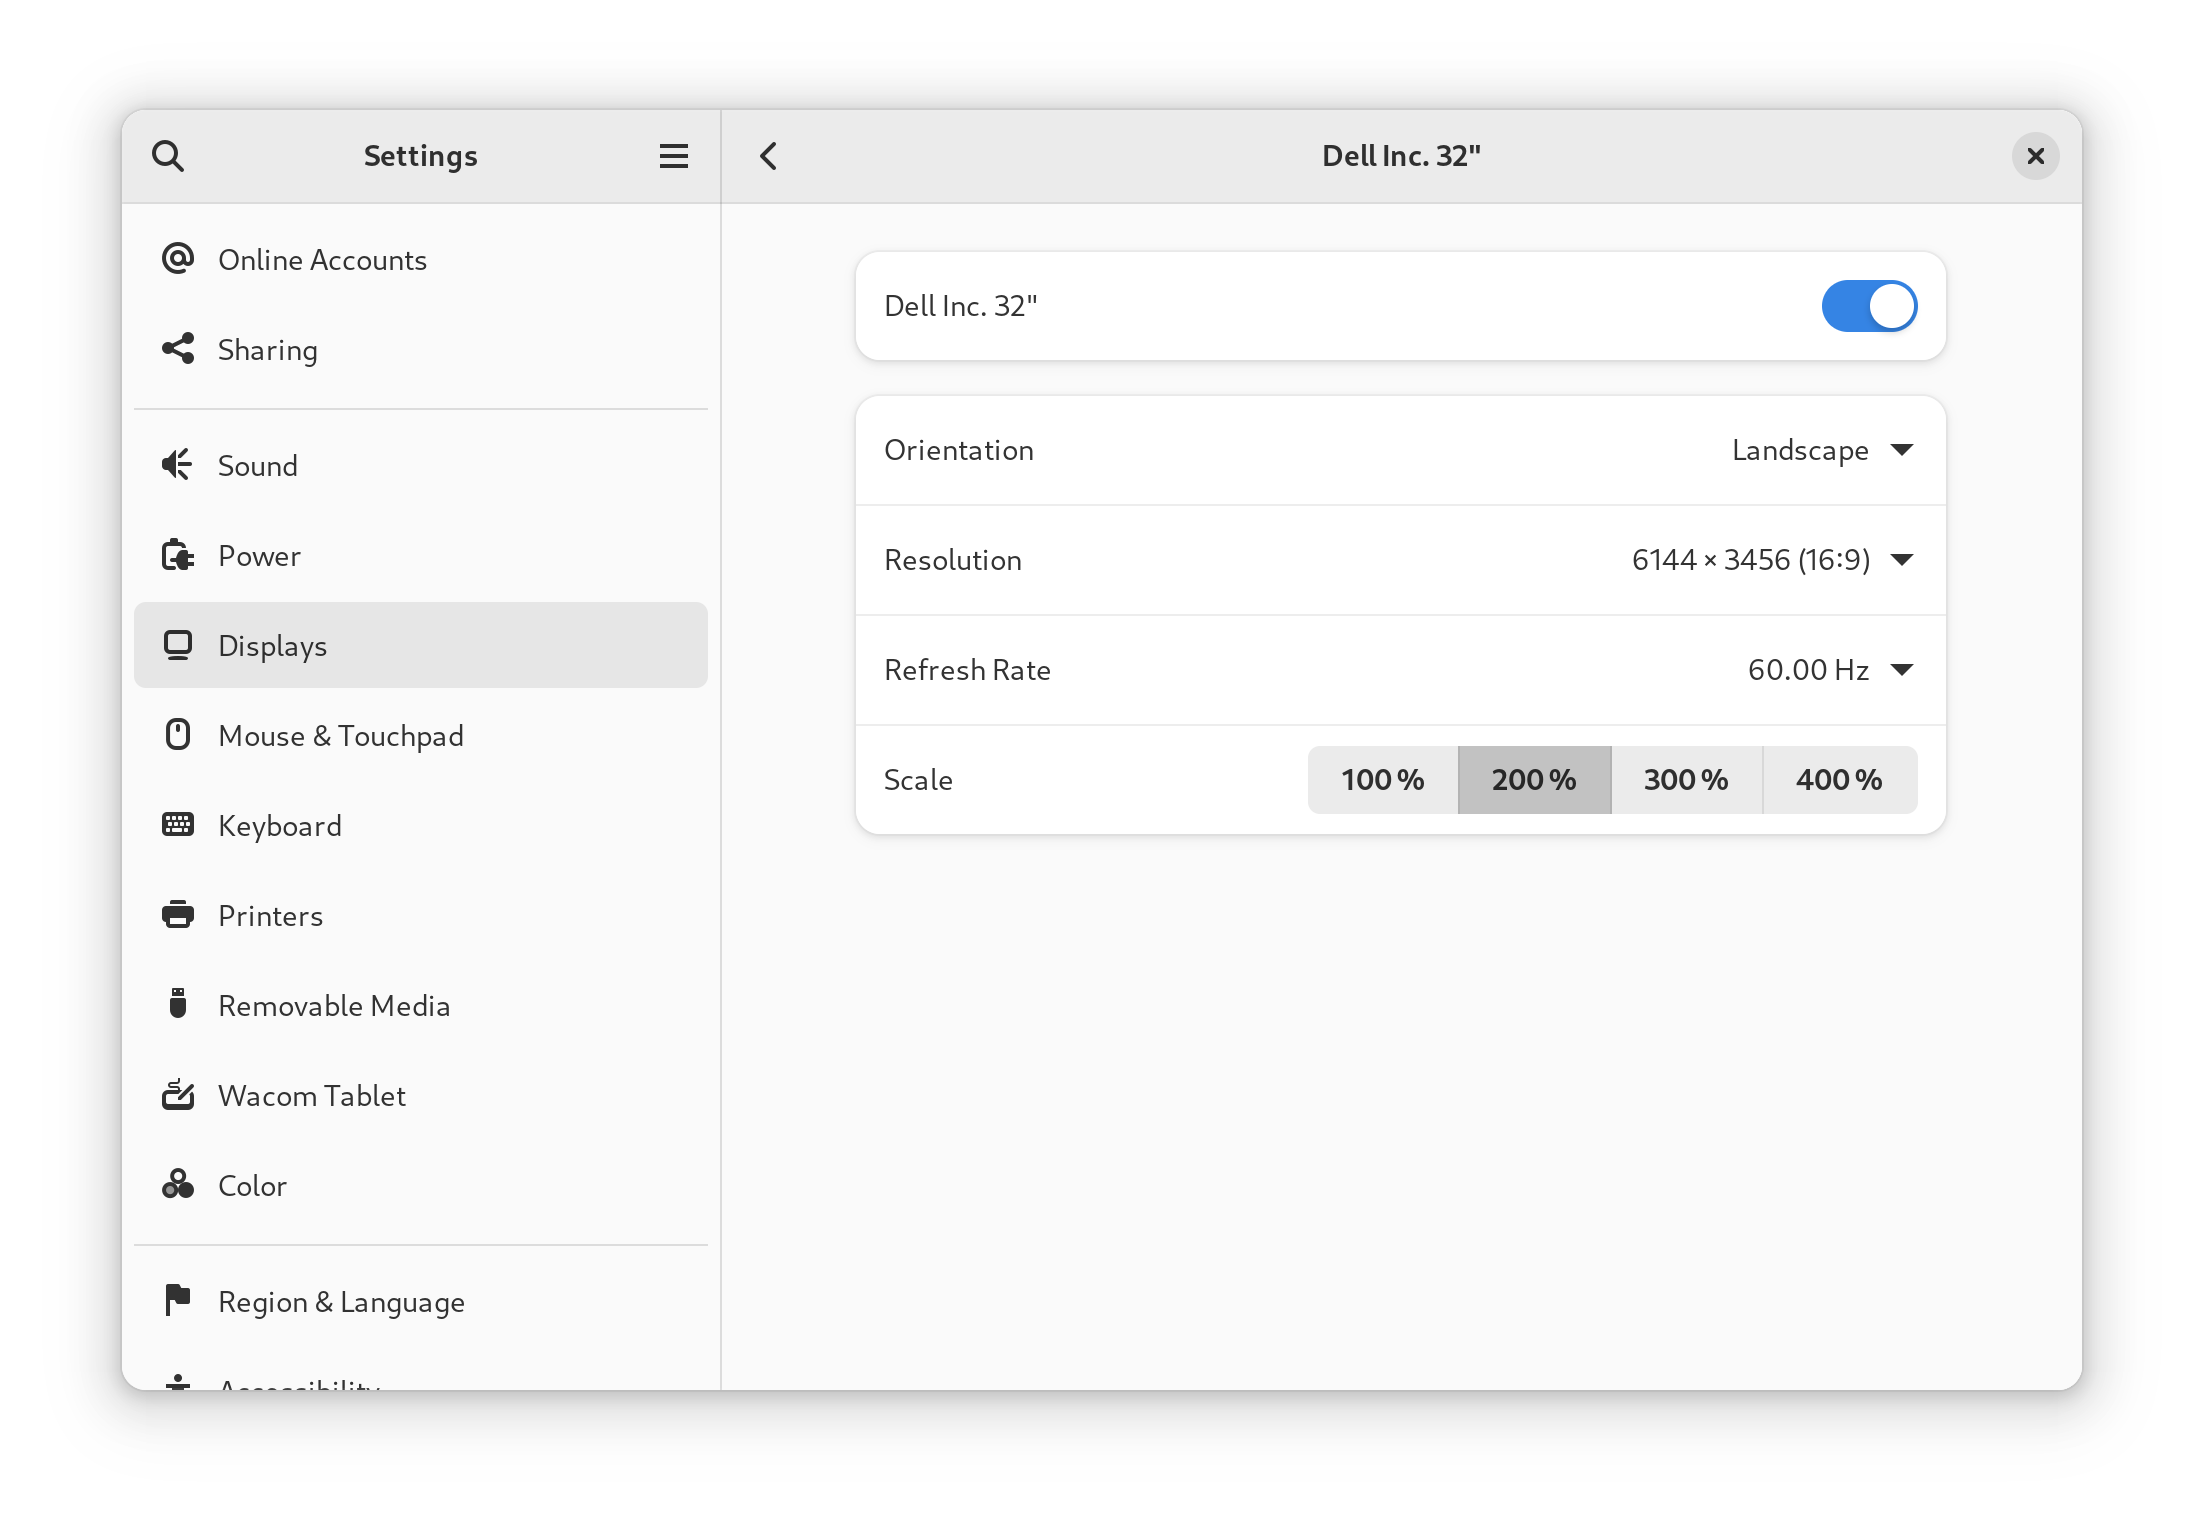 Settings
Dell Inc. 32"
Online Accounts
Sharing
Sound
Power
Displays
Mouse & Touchpad
Keyboard
Printers
Removable Media
Wacom Tablet
Color
Region & Language
Accessibility
Dell Inc. 32"
Orientation Landscape
Resolution 6144 × 3456 (16:9)
Refresh Rate 60.00 Hz
Scale 100 % 200 % 300 % 400 %